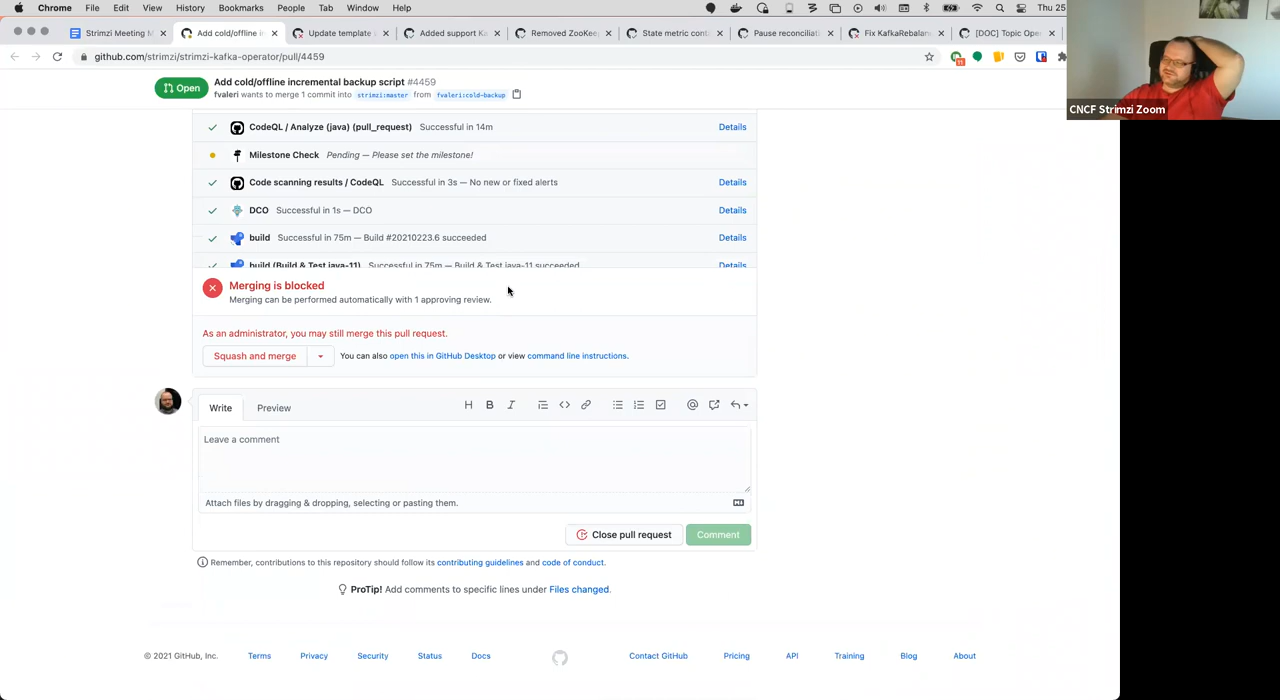 Chrome File Edit View History Bookmarks People Tab Window Help Thu 25
Strimzi Meeting M Add cold/offline in Update template Added support Ka Removed ZooKee State metric cont Pause reconciliat Fix KafkaRebalan [DOC] Topic Ope
github.com/strimzi/strimzi-kafka-operator/pull/4459
Open
Add cold/offline incremental backup script #4459
fvaleri wants to merge 1 commit into strimzi:master from fvaleri:cold-backup
CodeQL / Analyze (java) (pull_request) Successful in 14m Details
Milestone Check Pending — Please set the milestone!
Code scanning results / CodeQL Successful in 3s — No new or fixed alerts Details
DCO Successful in 1s — DCO Details
build Successful in 75m — Build #20210223.6 succeeded Details
build (Build & Test java-11) Successful in 75m — Build & Test java-11 succeeded Details
Merging is blocked
Merging can be performed automatically with 1 approving review.
As an administrator, you may still merge this pull request.
Squash and merge You can also open this in GitHub Desktop or view command line instructions.
Write Preview H B I
Leave a comment
Attach files by dragging & dropping, selecting or pasting them.
Close pull request Comment
Remember, contributions to this repository should follow its contributing guidelines and code of conduct.
ProTip! Add comments to specific lines under Files changed.
© 2021 GitHub, Inc. Terms Privacy Security Status Docs Contact GitHub Pricing API Training Blog About
CNCF Strimzi Zoom